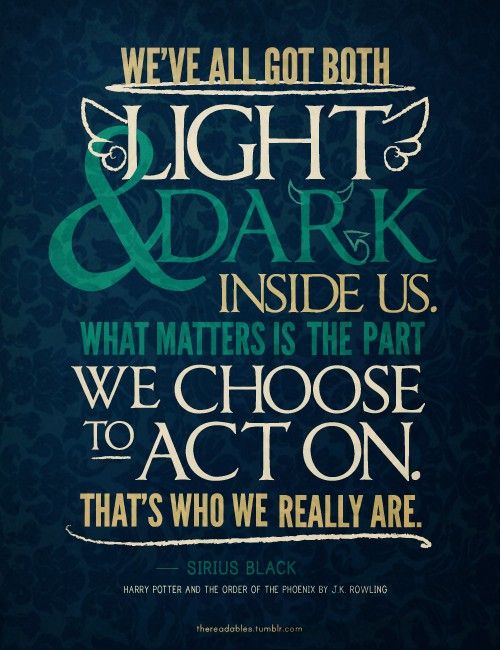 WE'VE ALL GOT BOTH
LIGHT
& DARK
INSIDE US.
WHAT MATTERS IS THE PART
WE CHOOSE
TO ACT ON.
THAT'S WHO WE REALLY ARE.
— SIRIUS BLACK
HARRY POTTER AND THE ORDER OF THE PHOENIX BY J.K. ROWLING
thereadables.tumblr.com